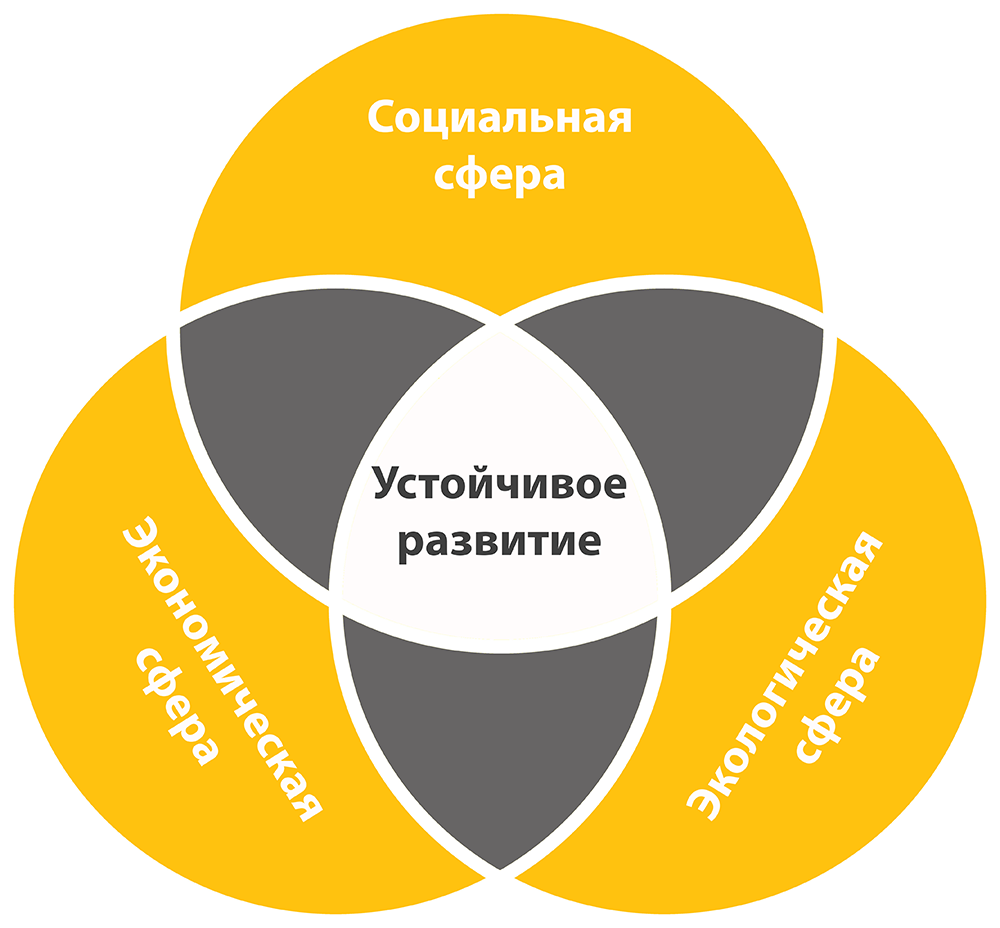 Социальная
сфера
Устойчивое
развитие
Экономическая
сфера
Экологическая
сфера